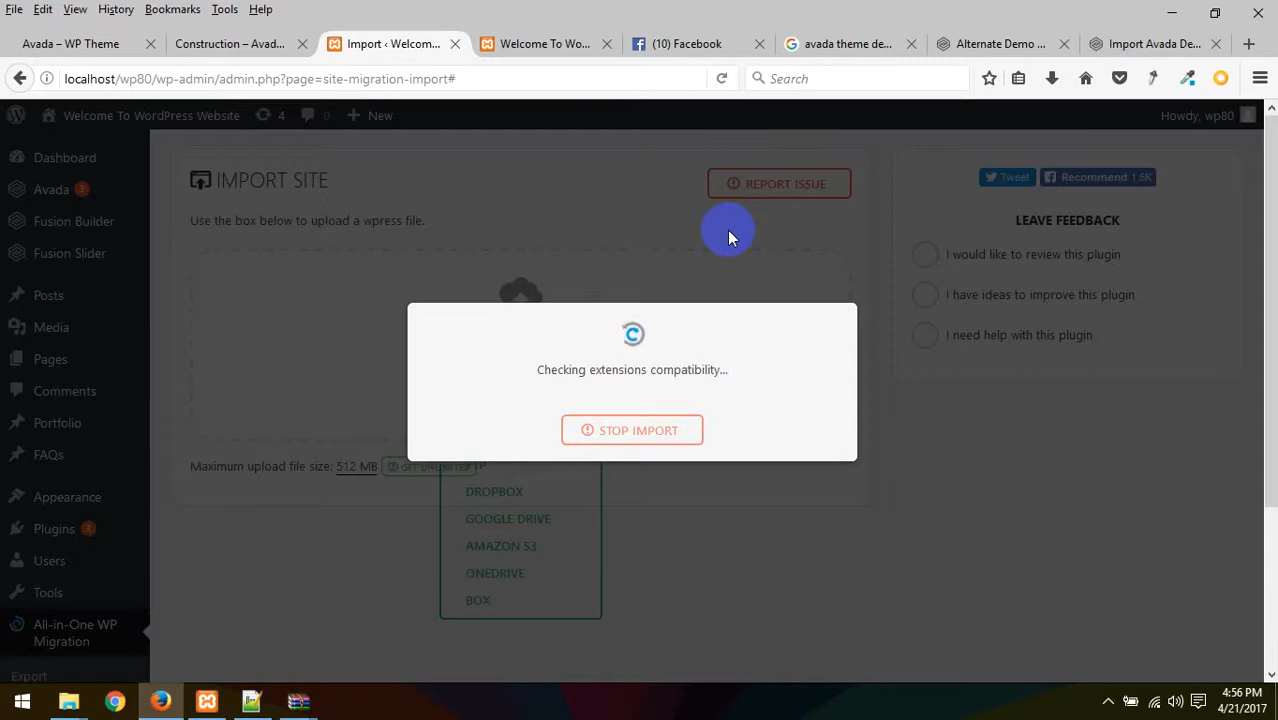 File Edit View History Bookmarks Tools Help
Avada – WP Theme
Construction – Avad...
Import ‹ Welcom...
Welcome To Wo...
(10) Facebook
avada theme de...
Alternate Demo ...
Import Avada De...
localhost/wp80/wp-admin/admin.php?page=site-migration-import#
Search
Welcome To WordPress Website
4
0
New
Howdy, wp80
Dashboard
Avada 3
Fusion Builder
Fusion Slider
Posts
Media
Pages
Comments
Portfolio
FAQs
Appearance
Plugins 3
Users
Tools
All-in-One WP
Migration
Export
IMPORT SITE
REPORT ISSUE
Use the box below to upload a wpress file.
Checking extensions compatibility...
STOP IMPORT
Maximum upload file size: 512 MB
GET UNLIMITED
DROPBOX
GOOGLE DRIVE
AMAZON S3
ONEDRIVE
BOX
Tweet
Recommend 1.5K
LEAVE FEEDBACK
I would like to review this plugin
I have ideas to improve this plugin
I need help with this plugin
4:56 PM
4/21/2017